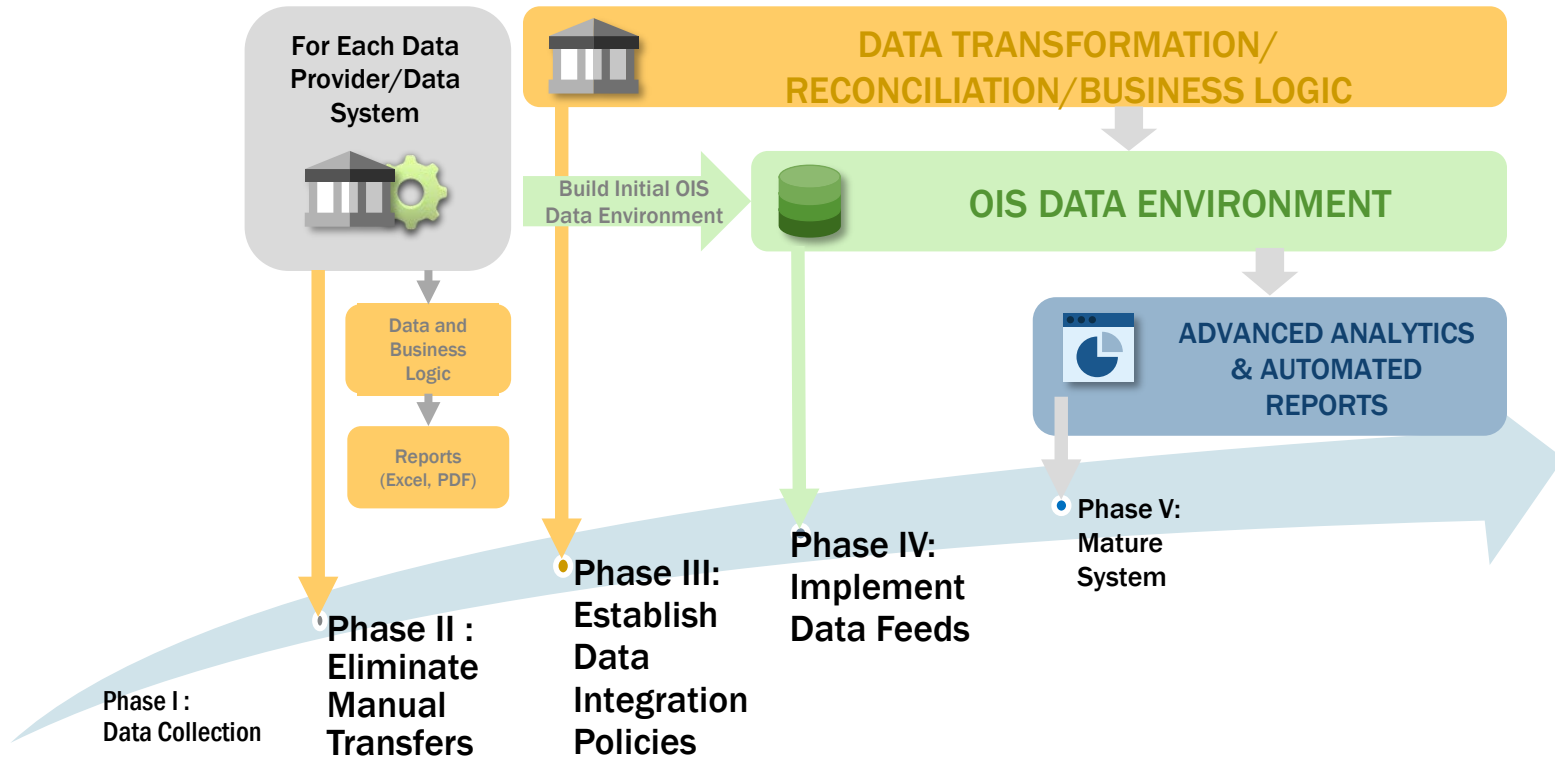 For Each Data
Provider/Data
System
DATA TRANSFORMATION/
RECONCILIATION/BUSINESS LOGIC
Build Initial OIS
Data Environment
OIS DATA ENVIRONMENT
Data and
Business
Logic
Reports
(Excel, PDF)
ADVANCED ANALYTICS
& AUTOMATED
REPORTS
Phase I :
Data Collection
Phase II :
Eliminate
Manual
Transfers
Phase III:
Establish
Data
Integration
Policies
Phase IV:
Implement
Data Feeds
Phase V:
Mature
System